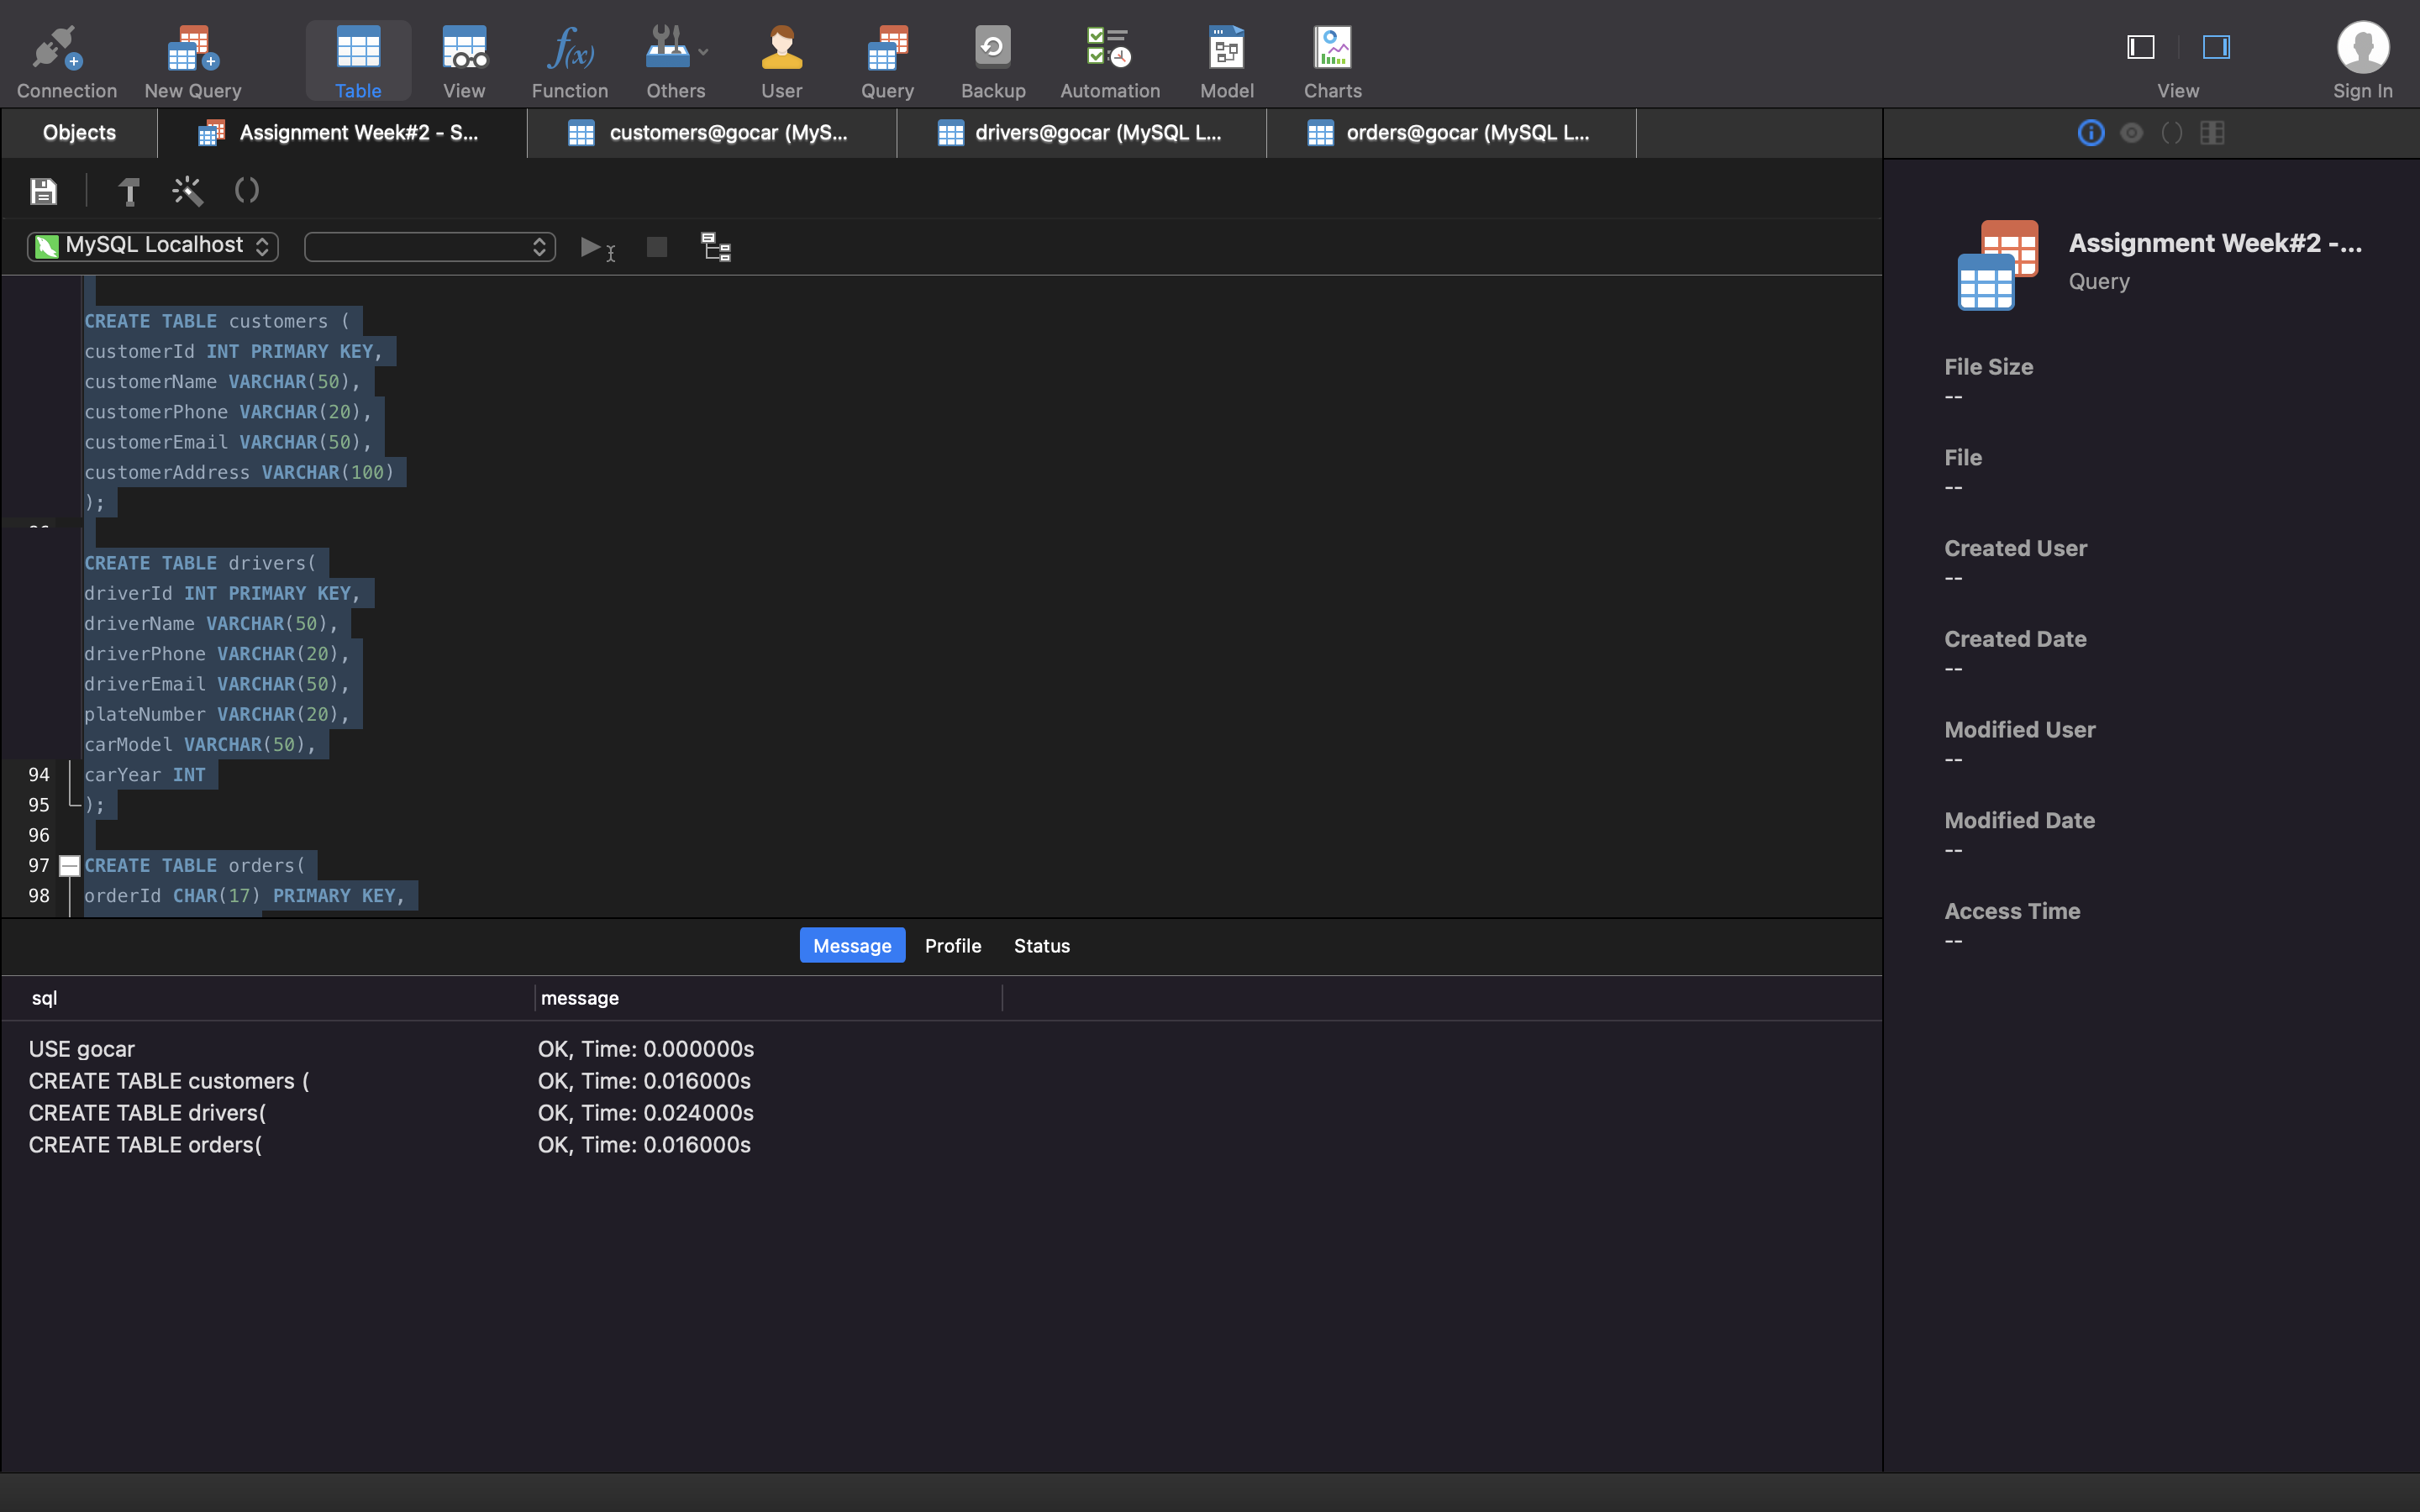 Connection New Query Table View Function Others User Query Backup Automation Model Charts View Sign In
Objects Assignment Week#2 - S... customers@gocar (MyS... drivers@gocar (MySQL L... orders@gocar (MySQL L...
MySQL Localhost
CREATE TABLE customers (
customerId INT PRIMARY KEY,
customerName VARCHAR(50),
customerPhone VARCHAR(20),
customerEmail VARCHAR(50),
customerAddress VARCHAR(100)
);
CREATE TABLE drivers(
driverId INT PRIMARY KEY,
driverName VARCHAR(50),
driverPhone VARCHAR(20),
driverEmail VARCHAR(50),
plateNumber VARCHAR(20),
carModel VARCHAR(50),
94 carYear INT
95 );
96
97 CREATE TABLE orders(
98 orderId CHAR(17) PRIMARY KEY,
Message Profile Status
sql message
USE gocar OK, Time: 0.000000s
CREATE TABLE customers ( OK, Time: 0.016000s
CREATE TABLE drivers( OK, Time: 0.024000s
CREATE TABLE orders( OK, Time: 0.016000s
Assignment Week#2 -...
Query
File Size
--
File
--
Created User
--
Created Date
--
Modified User
--
Modified Date
--
Access Time
--